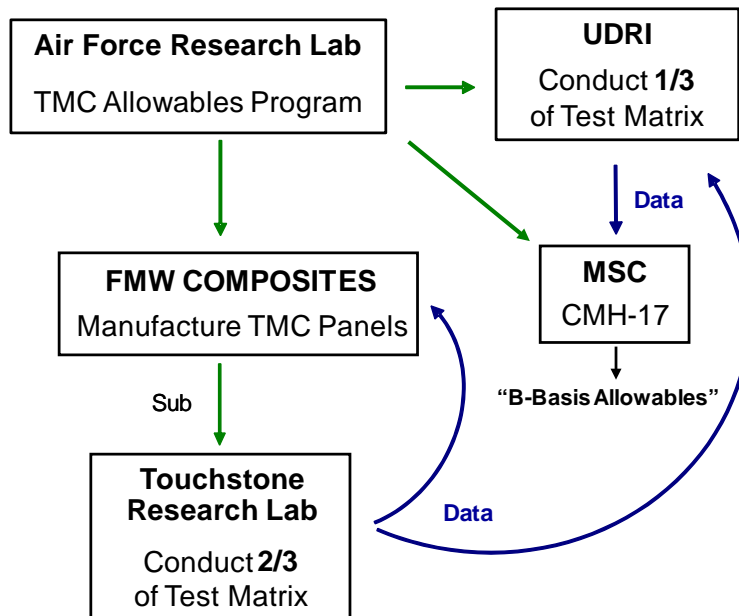 Air Force Research Lab
TMC Allowables Program
UDRI
Conduct 1/3
of Test Matrix
Data
FMW COMPOSITES
Manufacture TMC Panels
MSC
CMH-17
“B-Basis Allowables”
Sub
Touchstone
Research Lab
Conduct 2/3
of Test Matrix
Data